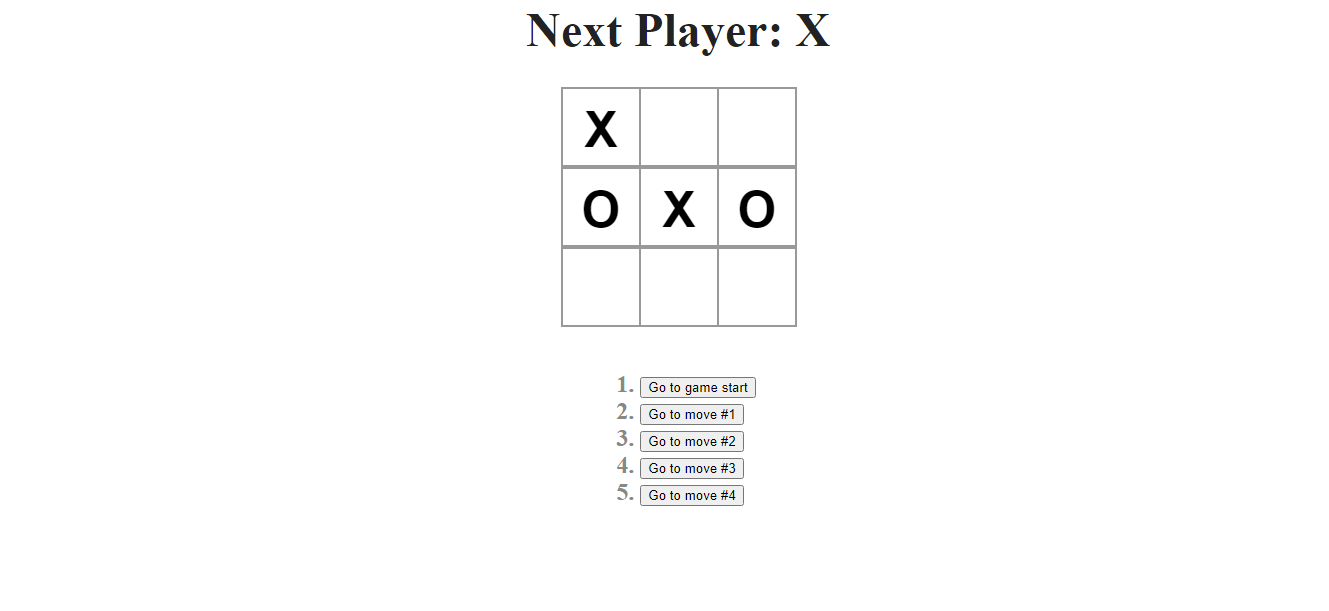 Next Player: X
X
O X O
1. Go to game start
2. Go to move #1
3. Go to move #2
4. Go to move #3
5. Go to move #4